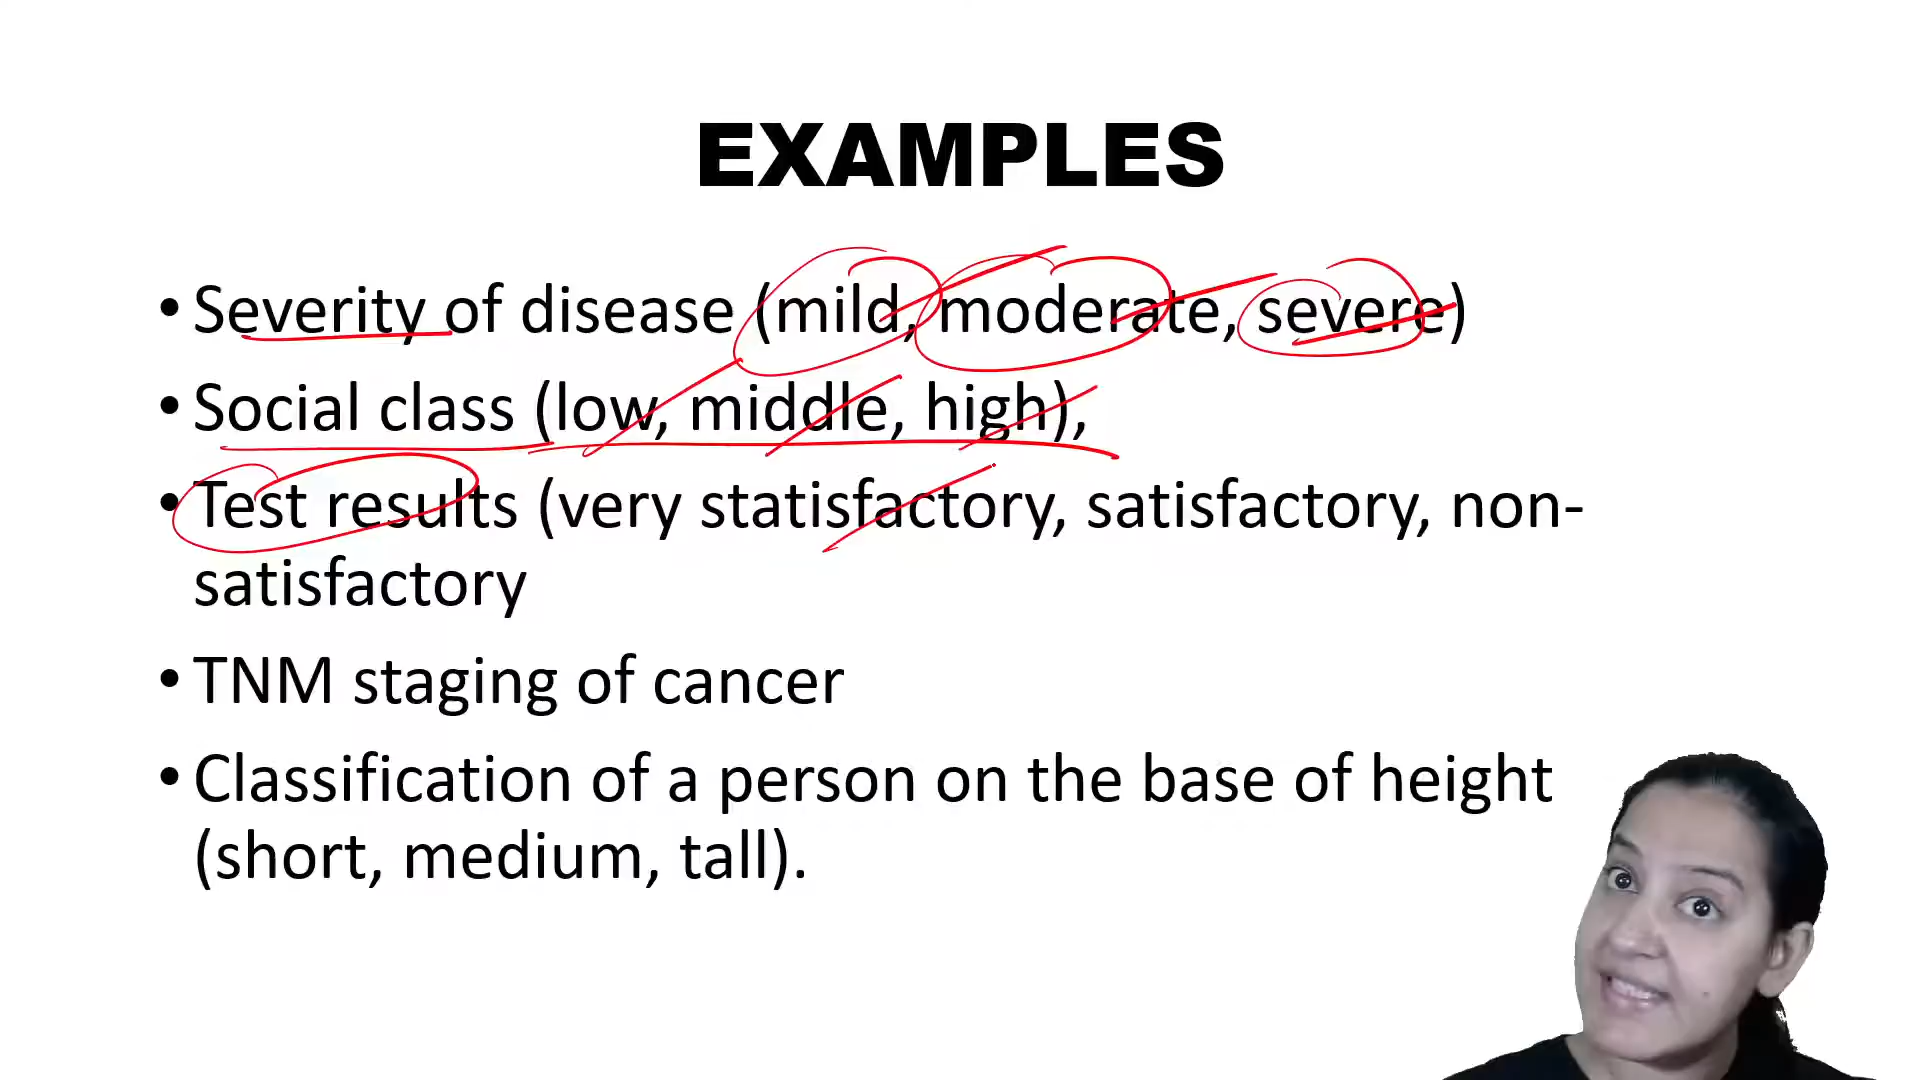 EXAMPLES
• Severity of disease (mild, moderate, severe)
• Social class (low, middle, high),
• Test results (very statisfactory, satisfactory, non-
satisfactory
• TNM staging of cancer
• Classification of a person on the base of height
(short, medium, tall).